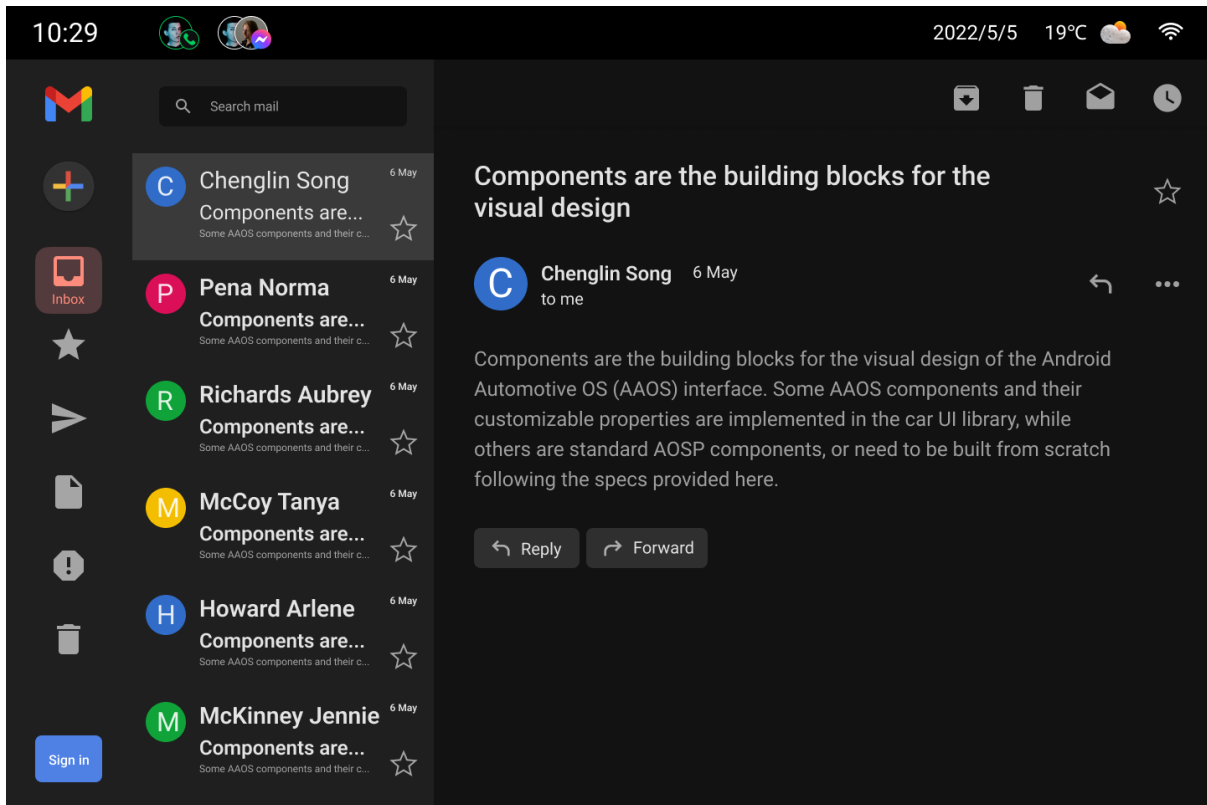 10:29
2022/5/5 19℃
Search mail
Inbox
Sign in
C Chenglin Song 6 May
Components are...
Some AAOS components and their c...
P Pena Norma 6 May
Components are...
Some AAOS components and their c...
R Richards Aubrey 6 May
Components are...
Some AAOS components and their c...
M McCoy Tanya 6 May
Components are...
Some AAOS components and their c...
H Howard Arlene 6 May
Components are...
Some AAOS components and their c...
M McKinney Jennie 6 May
Components are...
Some AAOS components and their c...
Components are the building blocks for the
visual design
C Chenglin Song 6 May
to me
Components are the building blocks for the visual design of the Android
Automotive OS (AAOS) interface. Some AAOS components and their
customizable properties are implemented in the car UI library, while
others are standard AOSP components, or need to be built from scratch
following the specs provided here.
Reply Forward